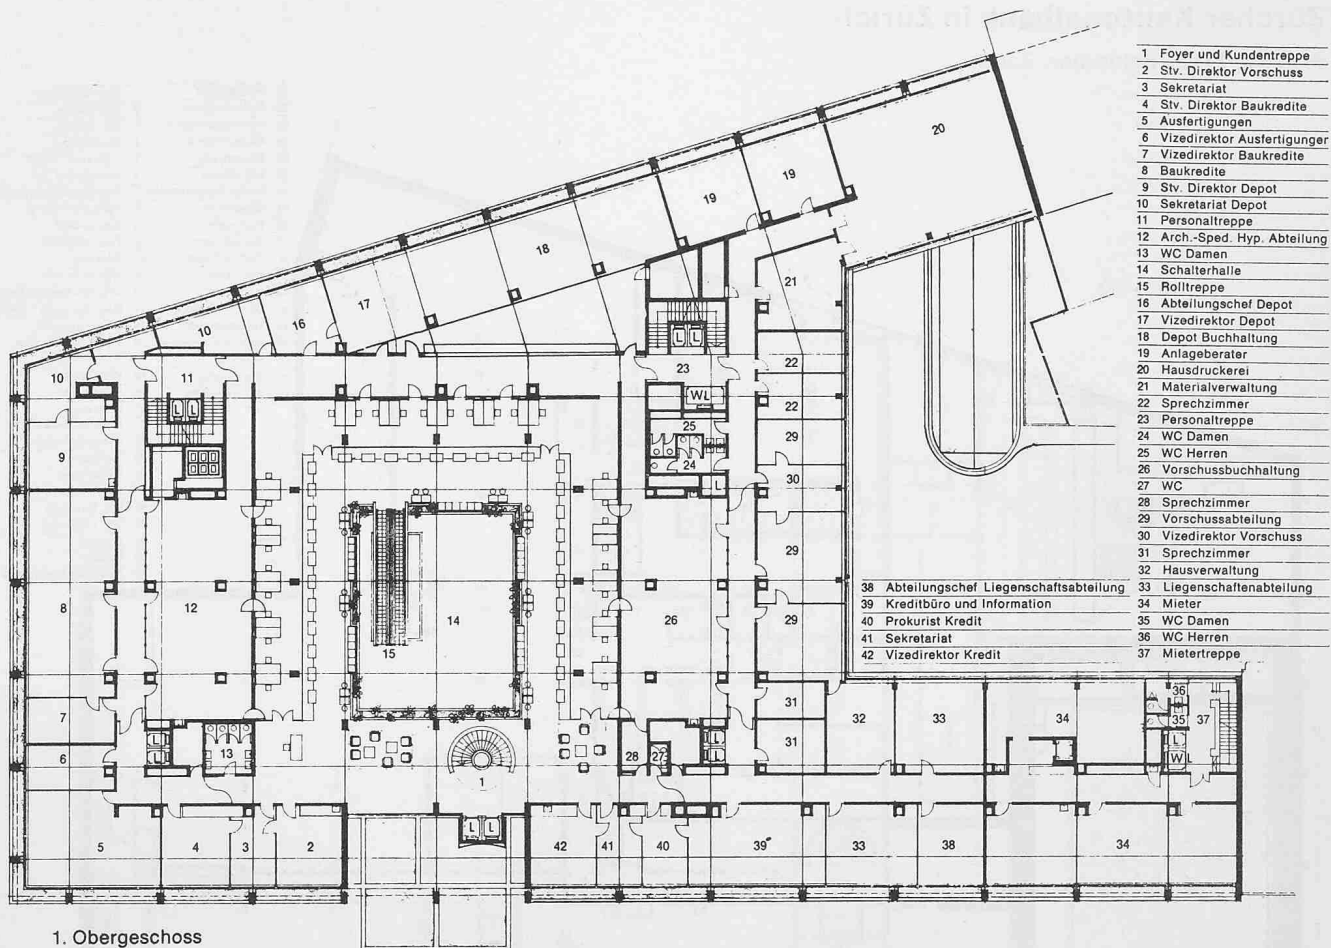 Zürcher Kantonalbank in Zürich
1 Foyer und Kundentreppe
2 Stv. Direktor Vorschuss
3 Sekretariat
4 Stv. Direktor Baukredite
5 Ausfertigungen
6 Vizedirektor Ausfertigungen
7 Vizedirektor Baukredite
8 Baukredite
9 Stv. Direktor Depot
10 Sekretariat Depot
11 Personaltreppe
12 Arch.-Sped. Hyp. Abteilung
13 WC Damen
14 Schalterhalle
15 Rolltreppe
16 Abteilungschef Depot
17 Vizedirektor Depot
18 Depot Buchhaltung
19 Anlageberater
20 Hausdruckerei
21 Materialverwaltung
22 Sprechzimmer
23 Personaltreppe
24 WC Damen
25 WC Herren
26 Vorschussbuchhaltung
27 WC
28 Sprechzimmer
29 Vorschussabteilung
30 Vizedirektor Vorschuss
31 Sprechzimmer
32 Hausverwaltung
33 Liegenschaftenabteilung
34 Mieter
35 WC Damen
36 WC Herren
37 Mietertreppe
38 Abteilungschef Liegenschaftsabteilung
39 Kreditbüro und Information
40 Prokurist Kredit
41 Sekretariat
42 Vizedirektor Kredit
20
19
19
18
21
17
16
10
10
11
23
22
L L
L L
WL
22
25
29
9
24
30
L
29
8
12
14
26
29
15
7
31
36
32
33
34
35
37
13
31
6
L
L
28
27
L
L
L
W L
1
L L
5
4
3
2
42
41
40
39
33
38
34
1. Obergeschoss